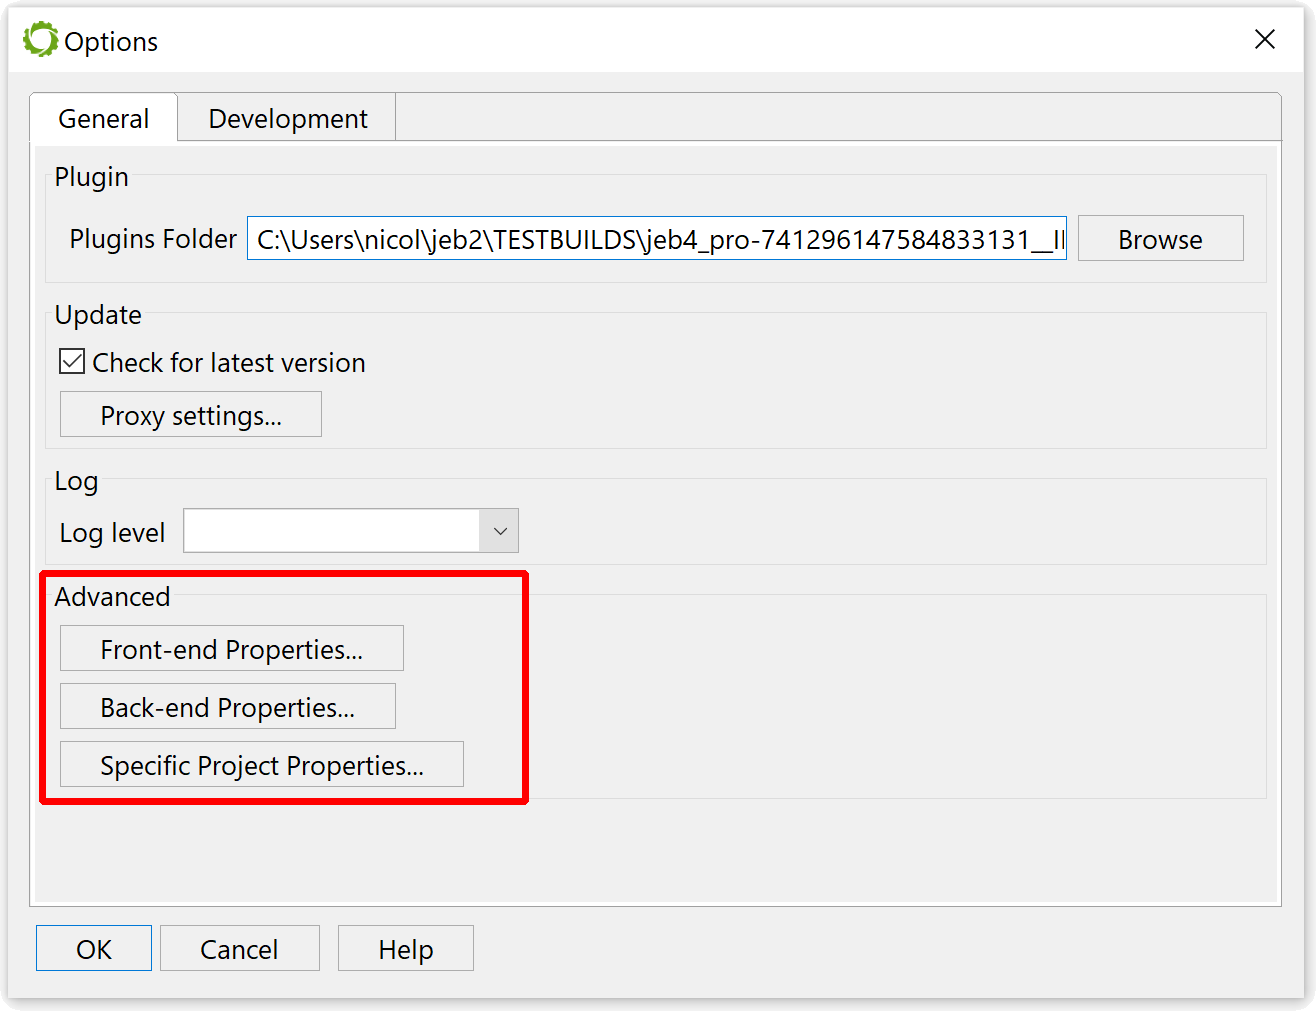 Options
General Development
Plugin
Plugins Folder C:\Users\nicol\jeb2\TESTBUILDS\jeb4_pro-741296147584833131__I Browse
Update
Check for latest version
Proxy settings...
Log
Log level
Advanced
Front-end Properties...
Back-end Properties...
Specific Project Properties...
OK Cancel Help